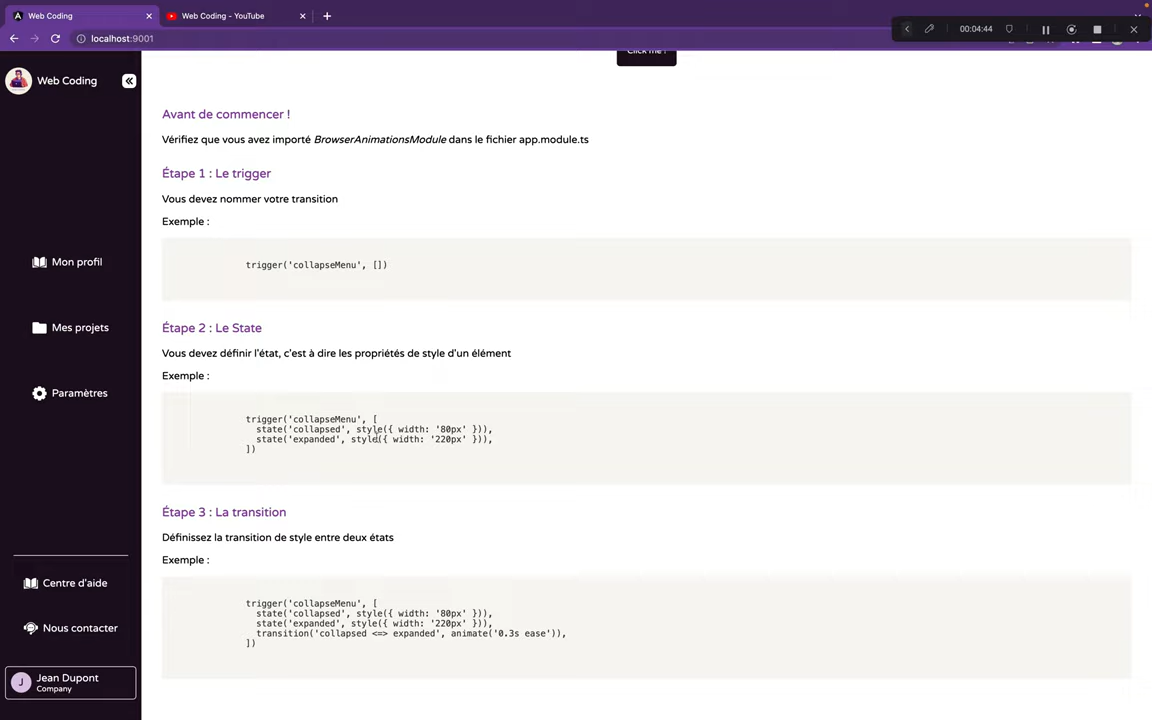 Web Coding
Web Coding - YouTube
localhost:9001
00:04:44
Click me !
Web Coding
Avant de commencer !
Vérifiez que vous avez importé BrowserAnimationsModule dans le fichier app.module.ts
Étape 1 : Le trigger
Vous devez nommer votre transition
Exemple :
trigger('collapseMenu', [])
Mon profil
Mes projets
Paramètres
Étape 2 : Le State
Vous devez définir l'état, c'est à dire les propriétés de style d'un élément
Exemple :
trigger('collapseMenu', [
state('collapsed', style({ width: '80px' })),
state('expanded', style({ width: '220px' })),
])
Étape 3 : La transition
Définissez la transition de style entre deux états
Exemple :
trigger('collapseMenu', [
state('collapsed', style({ width: '80px' })),
state('expanded', style({ width: '220px' })),
transition('collapsed <=> expanded', animate('0.3s ease')),
])
Centre d'aide
Nous contacter
J
Jean Dupont
Company